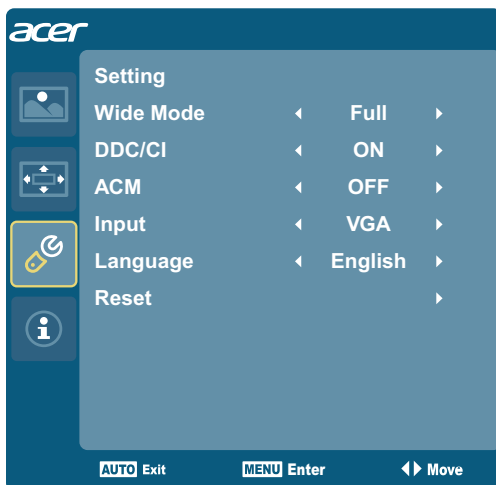 acer
Setting
Wide Mode Full
DDC/CI ON
ACM OFF
Input VGA
Language English
Reset
AUTO Exit MENU Enter Move